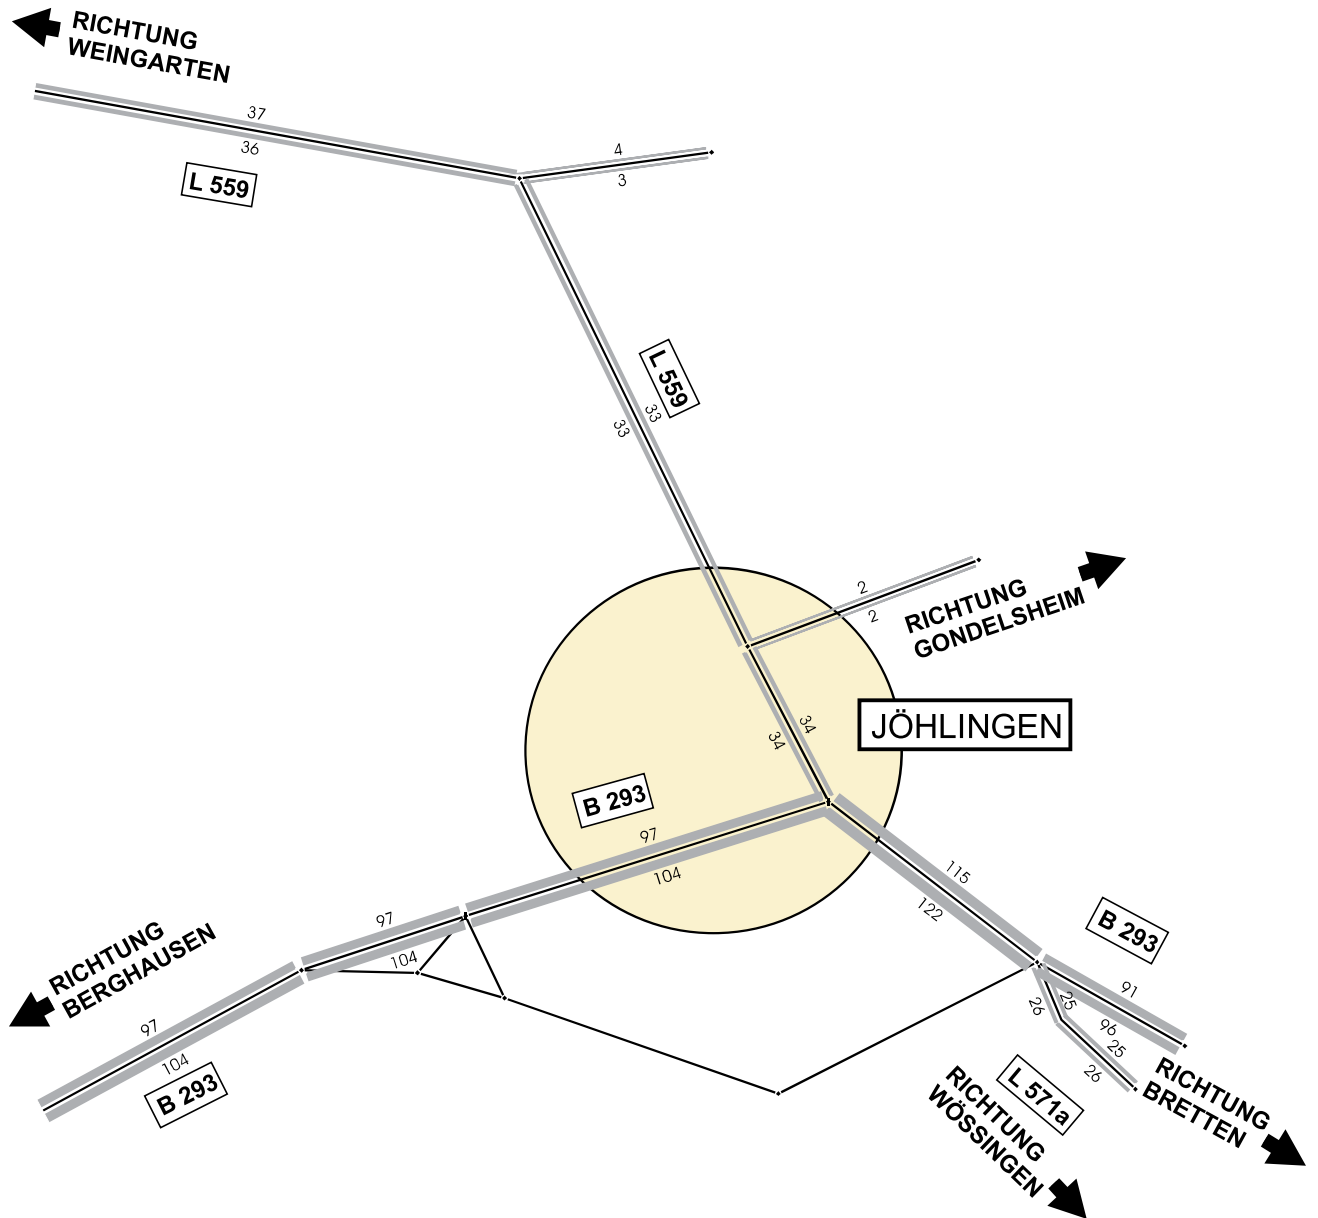 RICHTUNG
WEINGARTEN
37
36
L 559
4
3
L 559
33
33
2
2
RICHTUNG
GONDELSHEIM
JÖHLINGEN
34
34
B 293
97
104
115
122
B 293
97
104
RICHTUNG
BERGHAUSEN
97
104
B 293
91
96
25
26
25
26
L 571a
RICHTUNG
WÖSSINGEN
RICHTUNG
BRETTEN